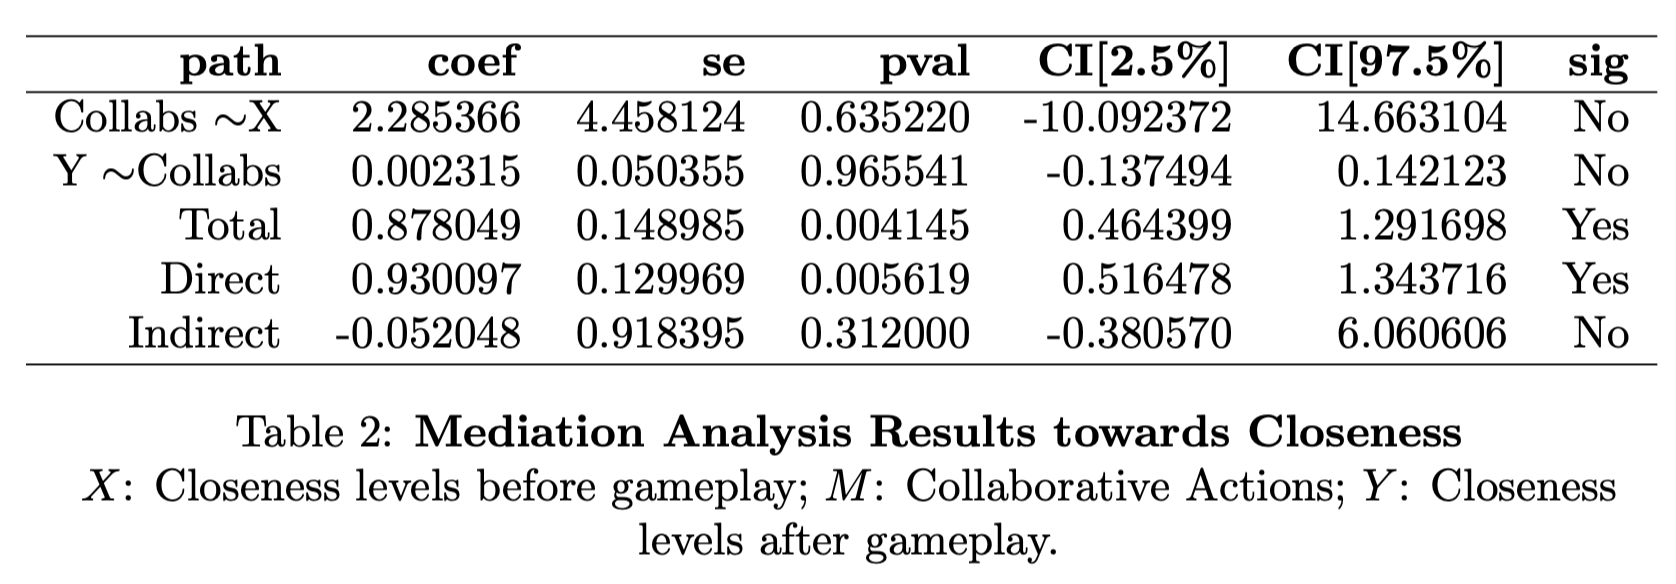 path coef se pval CI[2.5%] CI[97.5%] sig
Collabs ∼X 2.285366 4.458124 0.635220 -10.092372 14.663104 No
Y ∼Collabs 0.002315 0.050355 0.965541 -0.137494 0.142123 No
Total 0.878049 0.148985 0.004145 0.464399 1.291698 Yes
Direct 0.930097 0.129969 0.005619 0.516478 1.343716 Yes
Indirect -0.052048 0.918395 0.312000 -0.380570 6.060606 No
Table 2: Mediation Analysis Results towards Closeness
X: Closeness levels before gameplay; M: Collaborative Actions; Y: Closeness
levels after gameplay.